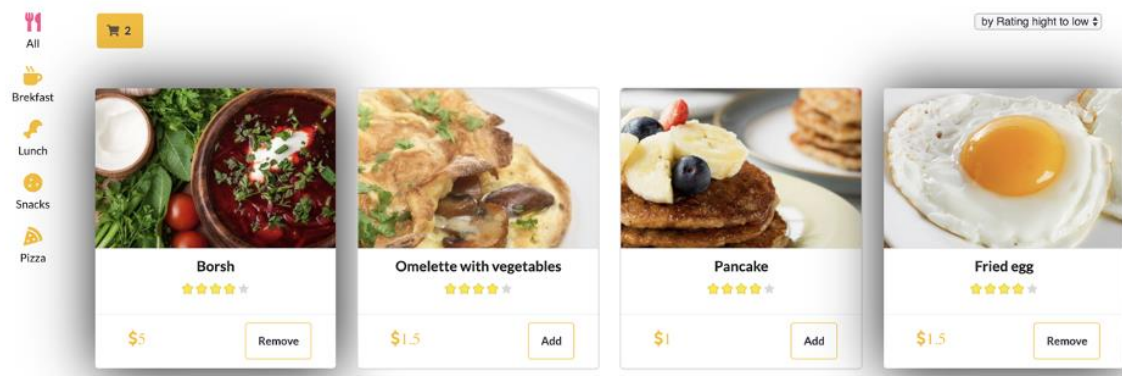 All
2
by Rating hight to low
Brekfast
Lunch
Snacks
Pizza
Borsh
Omelette with vegetables
Pancake
Fried egg
$5
Remove
$1.5
Add
$1
Add
$1.5
Remove